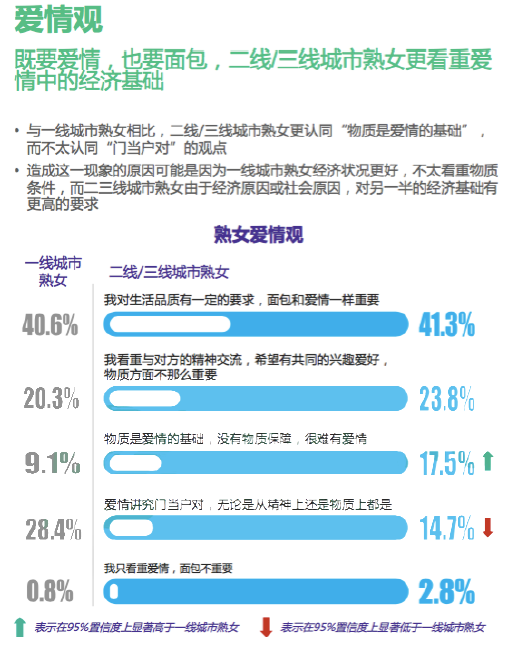 爱情观
既要爱情，也要面包，二线/三线城市熟女更看重爱
情中的经济基础
• 与一线城市熟女相比，二线/三线城市熟女更认同“物质是爱情的基础”，
而不太认同“门当户对”的观点
• 造成这一现象的原因可能是因为一线城市熟女经济状况更好，不太看重物质
条件，而二三线城市熟女由于经济原因或社会原因，对另一半的经济基础有
更高的要求
熟女爱情观
一线城市
熟女
二线/三线城市熟女
我对生活品质有一定的要求，面包和爱情一样重要
40.6%
41.3%
我看重与对方的精神交流，希望有共同的兴趣爱好，
物质方面不那么重要
20.3%
23.8%
物质是爱情的基础，没有物质保障，很难有爱情
9.1%
17.5%
爱情讲究门当户对，无论是从精神上还是物质上都是
28.4%
14.7%
我只看重爱情，面包不重要
0.8%
2.8%
表示在95%置信度上显著高于一线城市熟女
表示在95%置信度上显著低于一线城市熟女